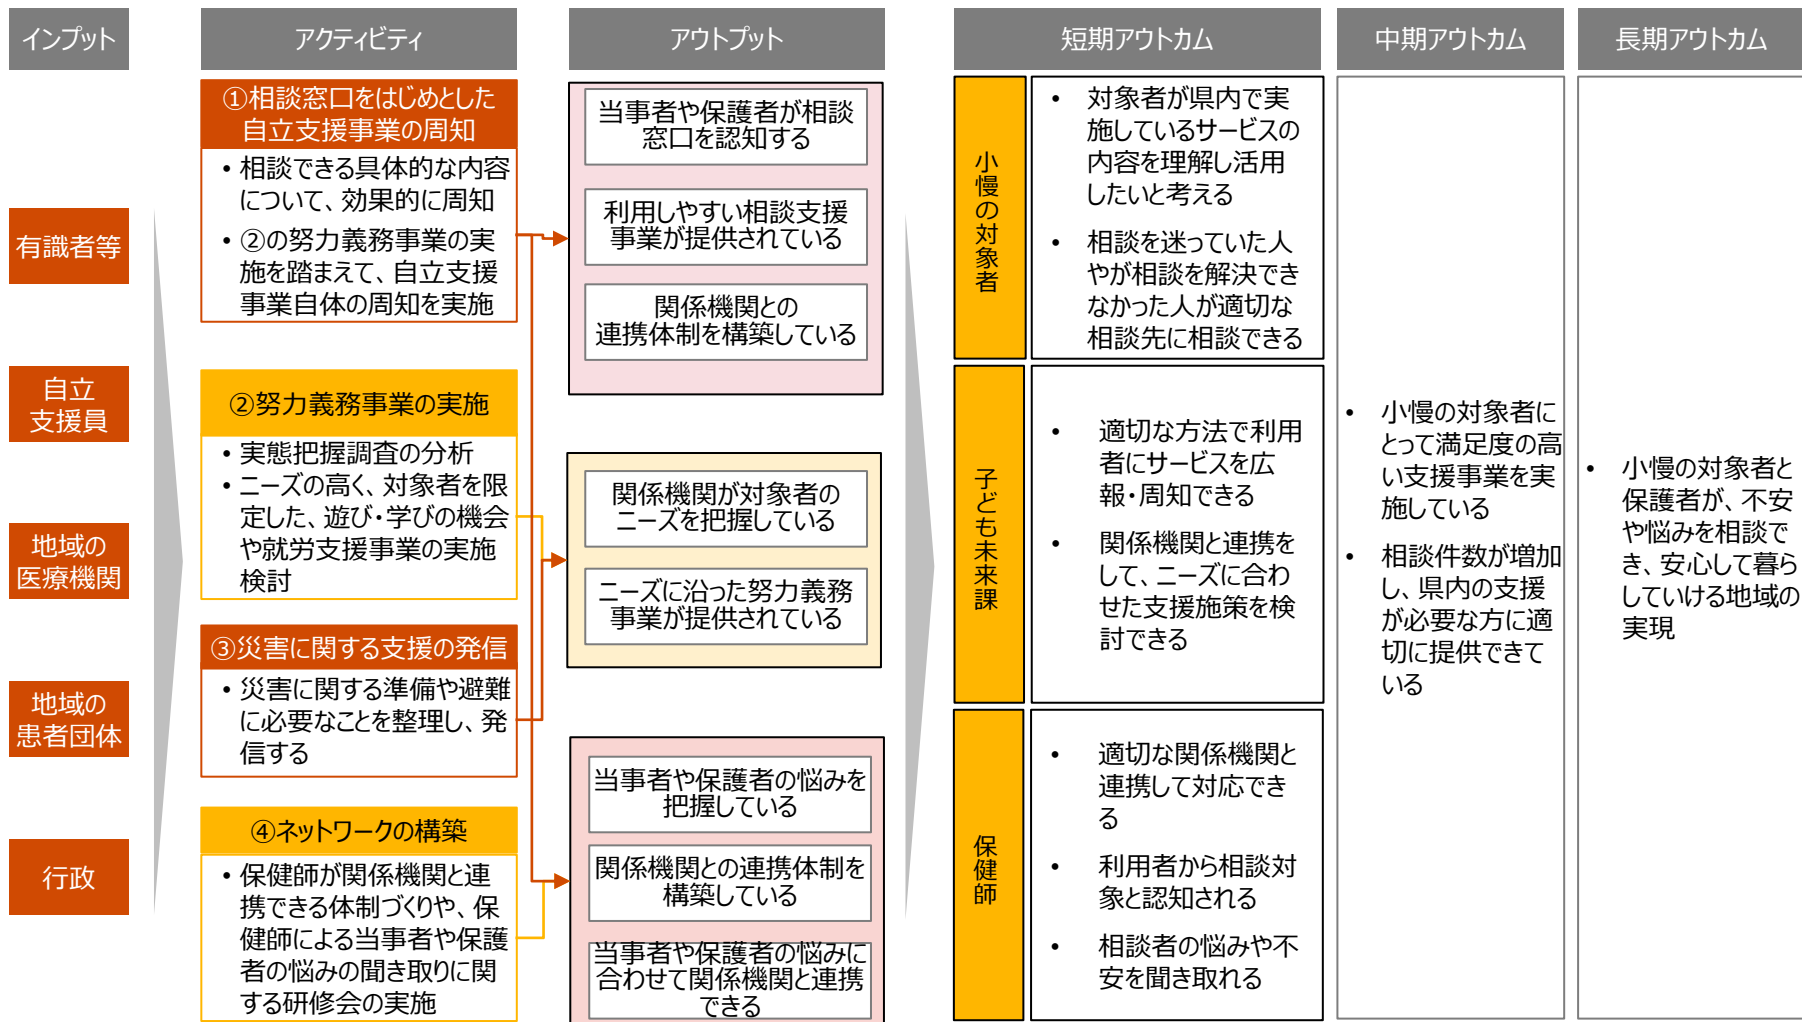 インプット
アクティビティ
アウトプット
短期アウトカム
中期アウトカム
長期アウトカム
有識者等
自立
支援員
地域の
医療機関
地域の
患者団体
行政
①相談窓口をはじめとした
自立支援事業の周知
• 相談できる具体的な内容
について、効果的に周知
• ②の努力義務事業の実
施を踏まえて、自立支援
事業自体の周知を実施
②努力義務事業の実施
• 実態把握調査の分析
• ニーズの高く、対象者を限
定した、遊び・学びの機会
や就労支援事業の実施
検討
③災害に関する支援の発信
• 災害に関する準備や避難
に必要なことを整理し、発
信する
④ネットワークの構築
• 保健師が関係機関と連
携できる体制づくりや、保
健師による当事者や保護
者の悩みの聞き取りに関
する研修会の実施
当事者や保護者が相談
窓口を認知する
利用しやすい相談支援
事業が提供されている
関係機関との
連携体制を構築している
関係機関が対象者の
ニーズを把握している
ニーズに沿った努力義務
事業が提供されている
当事者や保護者の悩みを
把握している
関係機関との連携体制を
構築している
当事者や保護者の悩みに
合わせて関係機関と連携
できる
小慢の対象者
• 対象者が県内で実
施しているサービスの
内容を理解し活用
したいと考える
• 相談を迷っていた人
やが相談を解決でき
なかった人が適切な
相談先に相談できる
子ども未来課
• 適切な方法で利用
者にサービスを広
報・周知できる
• 関係機関と連携を
して、ニーズに合わ
せた支援施策を検
討できる
保健師
• 適切な関係機関と
連携して対応でき
る
• 利用者から相談対
象と認知される
• 相談者の悩みや不
安を聞き取れる
• 小慢の対象者に
とって満足度の高
い支援事業を実
施している
• 相談件数が増加
し、県内の支援
が必要な方に適
切に提供できて
いる
• 小慢の対象者と
保護者が、不安
や悩みを相談で
き、安心して暮ら
していける地域の
実現